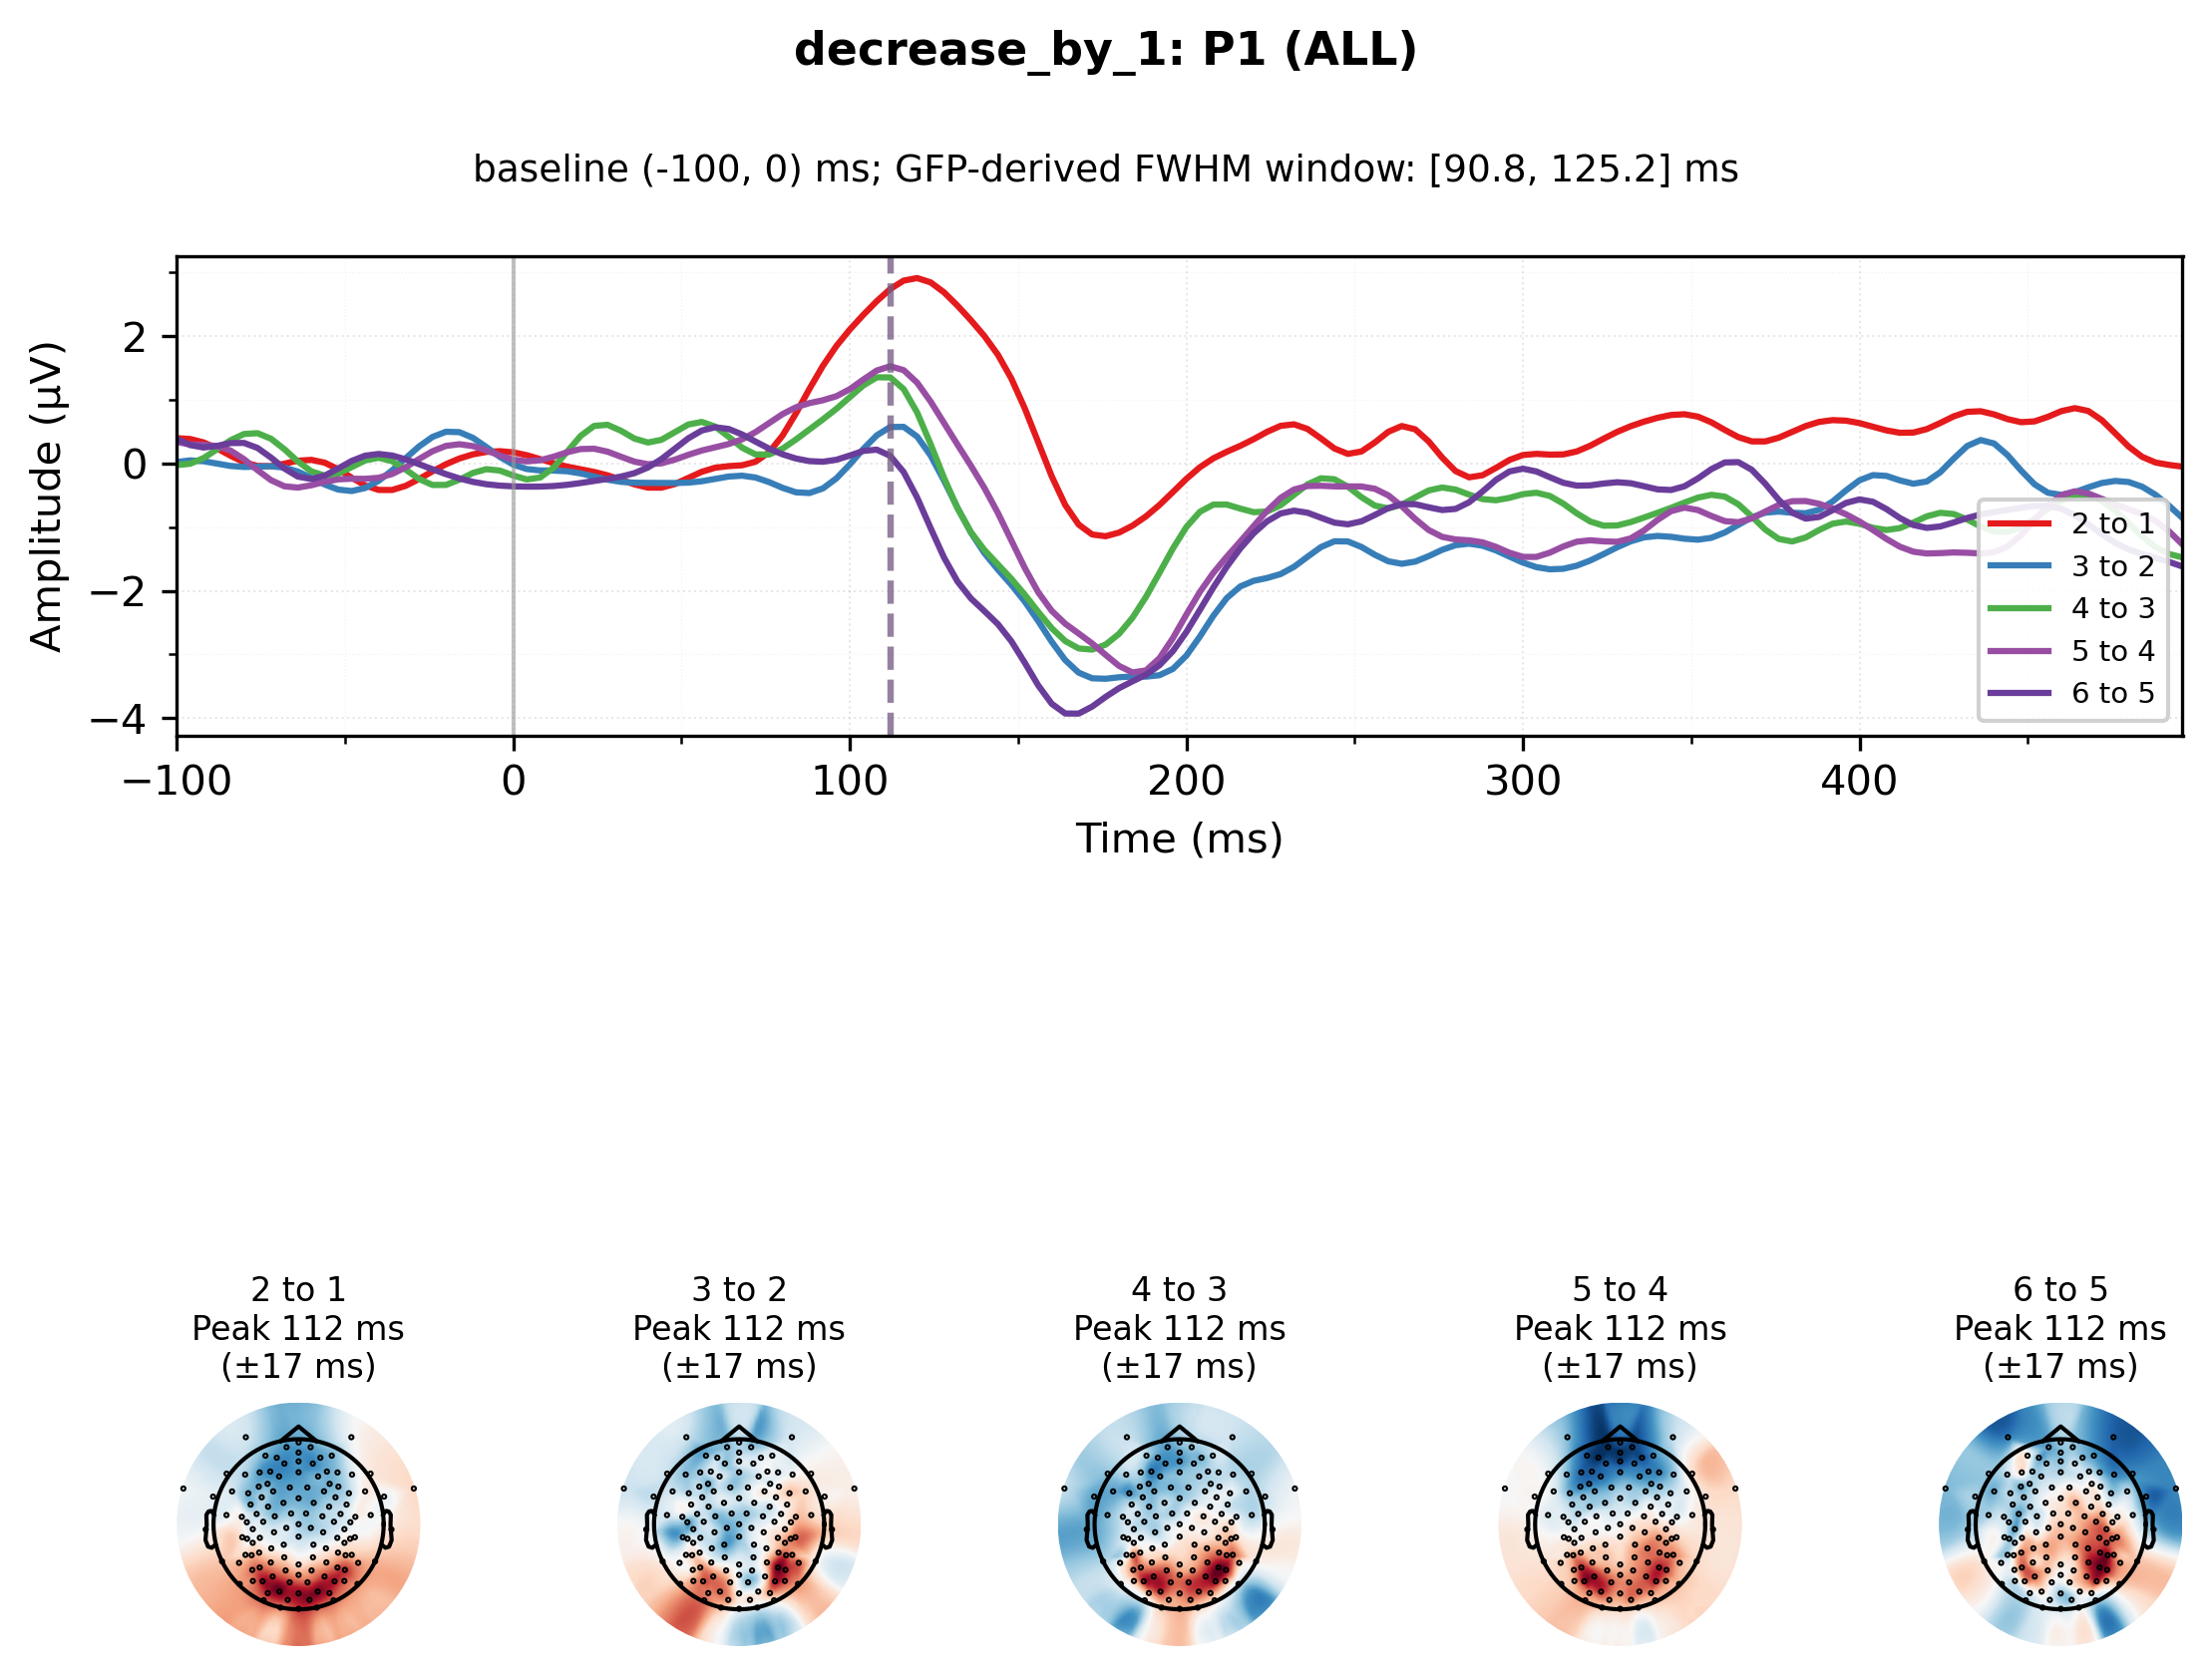 decrease_by_1: P1 (ALL)
baseline (-100, 0) ms; GFP-derived FWHM window: [90.8, 125.2] ms
Amplitude (µV)
2
0
−2
−4
−100
0
100
200
300
400
Time (ms)
2 to 1
3 to 2
4 to 3
5 to 4
6 to 5
2 to 1
Peak 112 ms
(±17 ms)
3 to 2
Peak 112 ms
(±17 ms)
4 to 3
Peak 112 ms
(±17 ms)
5 to 4
Peak 112 ms
(±17 ms)
6 to 5
Peak 112 ms
(±17 ms)